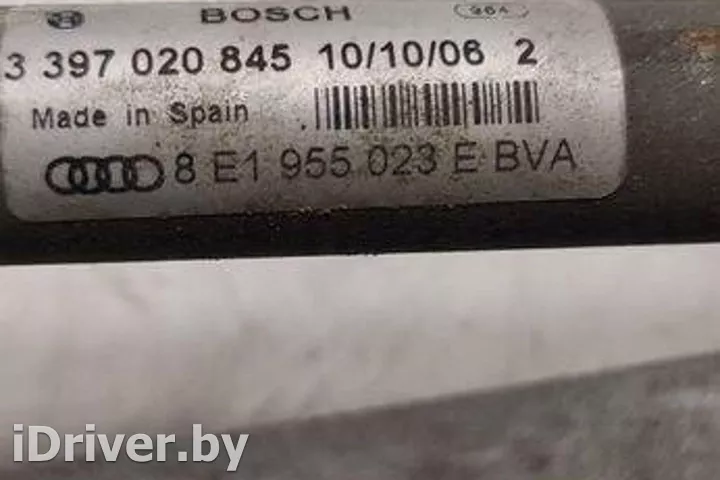 BOSCH
3 397 020 845 10/10/06 2
Made in Spain
8 E1 955 023 E BVA
iDriver.by